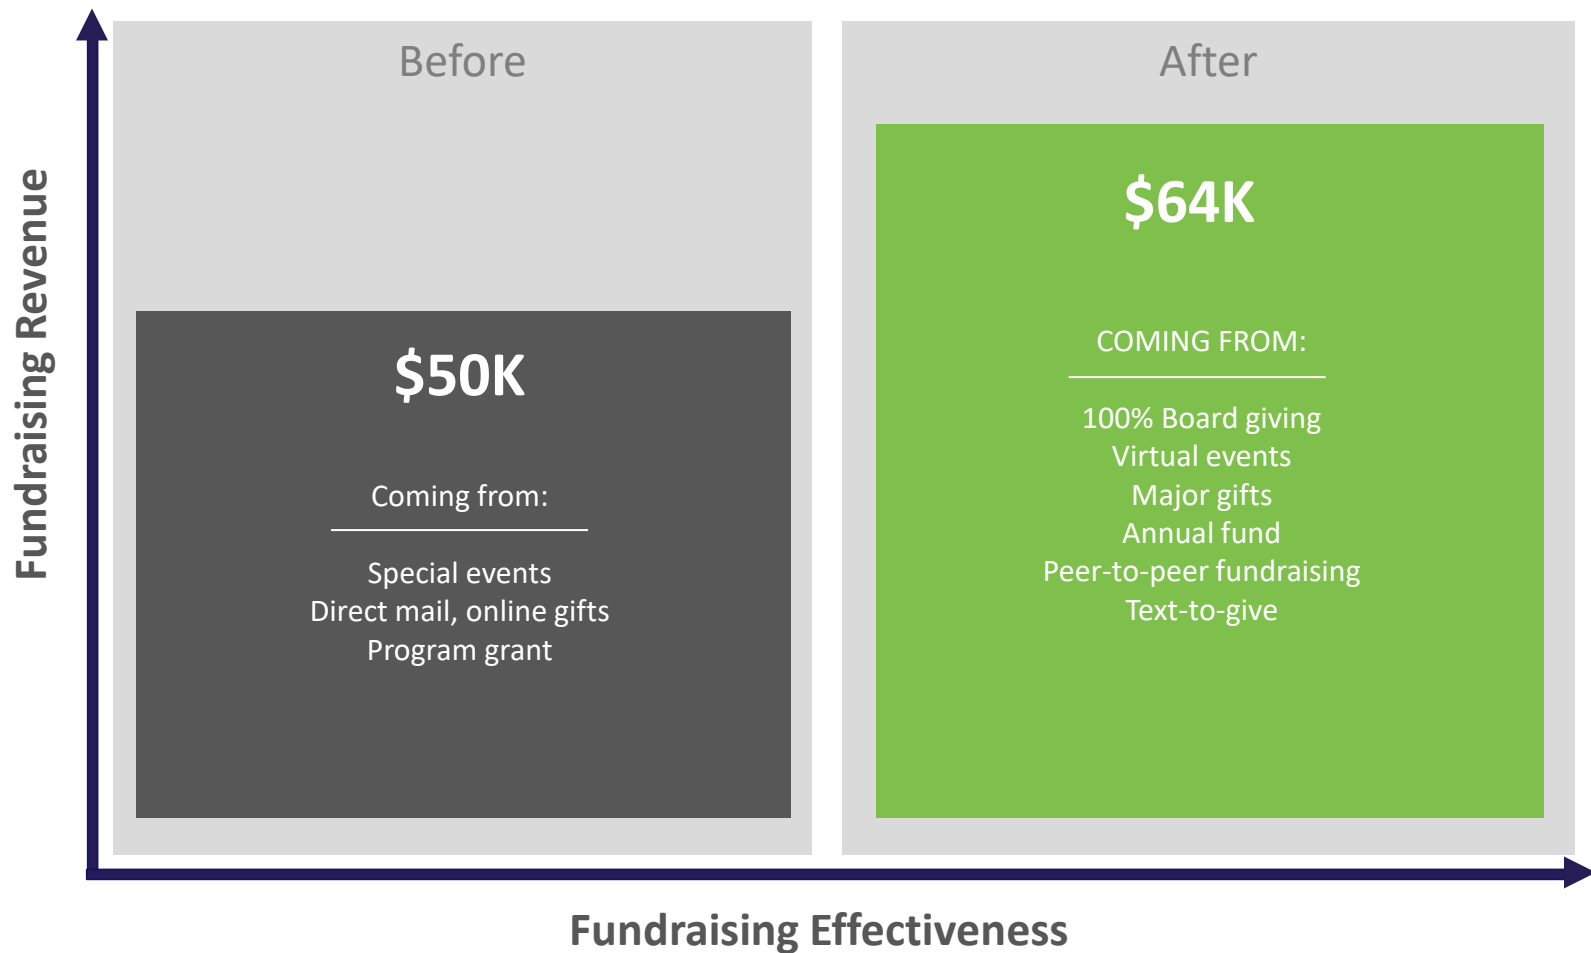 Before
After
Fundraising Revenue
$50K
Coming from:
Special events
Direct mail, online gifts
Program grant
$64K
COMING FROM:
100% Board giving
Virtual events
Major gifts
Annual fund
Peer-to-peer fundraising
Text-to-give
Fundraising Effectiveness